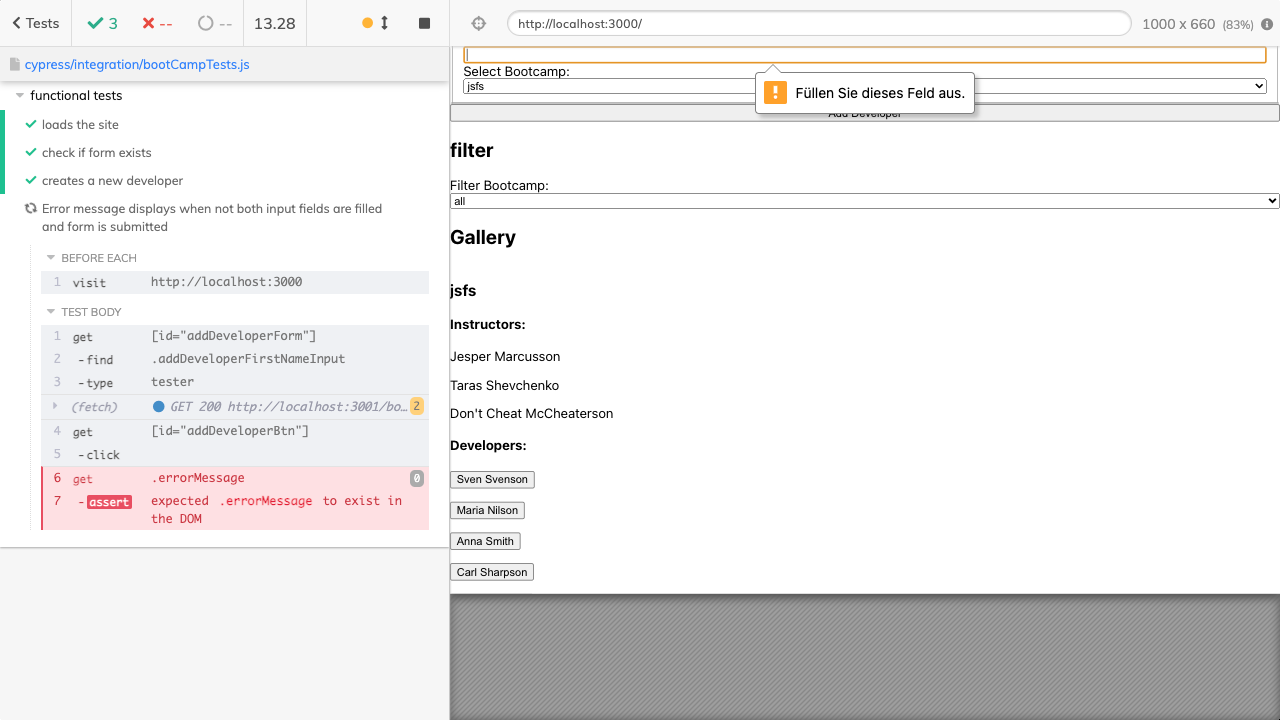 Tests
3
--
--
13.28
http://localhost:3000/
1000 x 660 (83%)
cypress/integration/bootCampTests.js
functional tests
loads the site
check if form exists
creates a new developer
Error message displays when not both input fields are filled
and form is submitted
BEFORE EACH
1 visit http://localhost:3000
TEST BODY
1 get [id="addDeveloperForm"]
2 -find .addDeveloperFirstNameInput
3 -type tester
(fetch) GET 200 http://localhost:3001/bo… 2
4 get [id="addDeveloperBtn"]
5 -click
6 get .errorMessage 0
7 -assert expected .errorMessage to exist in
the DOM
Select Bootcamp:
jsfs
Füllen Sie dieses Feld aus.
Add Developer
filter
Filter Bootcamp:
all
Gallery
jsfs
Instructors:
Jesper Marcusson
Taras Shevchenko
Don't Cheat McCheaterson
Developers:
Sven Svenson
Maria Nilson
Anna Smith
Carl Sharpson